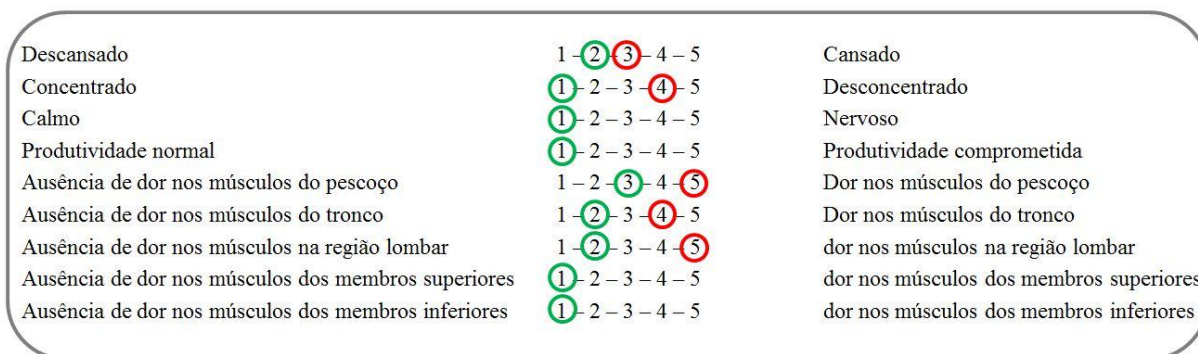 Descansado 1 – 2 – 3 – 4 – 5 Cansado
Concentrado 1 – 2 – 3 – 4 – 5 Desconcentrado
Calmo 1 – 2 – 3 – 4 – 5 Nervoso
Produtividade normal 1 – 2 – 3 – 4 – 5 Produtividade comprometida
Ausência de dor nos músculos do pescoço 1 – 2 – 3 – 4 – 5 Dor nos músculos do pescoço
Ausência de dor nos músculos do tronco 1 – 2 – 3 – 4 – 5 Dor nos músculos do tronco
Ausência de dor nos músculos na região lombar 1 – 2 – 3 – 4 – 5 dor nos músculos na região lombar
Ausência de dor nos músculos dos membros superiores 1 – 2 – 3 – 4 – 5 dor nos músculos dos membros superiores
Ausência de dor nos músculos dos membros inferiores 1 – 2 – 3 – 4 – 5 dor nos músculos dos membros inferiores